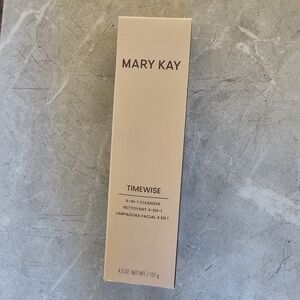 MARY KAY
TIMEWISE
4-IN-1 CLEANSER
NETTOYANT 4-EN-1
LIMPIADORA FACIAL 4 EN 1
4.5 OZ. NET WT. / 127 g